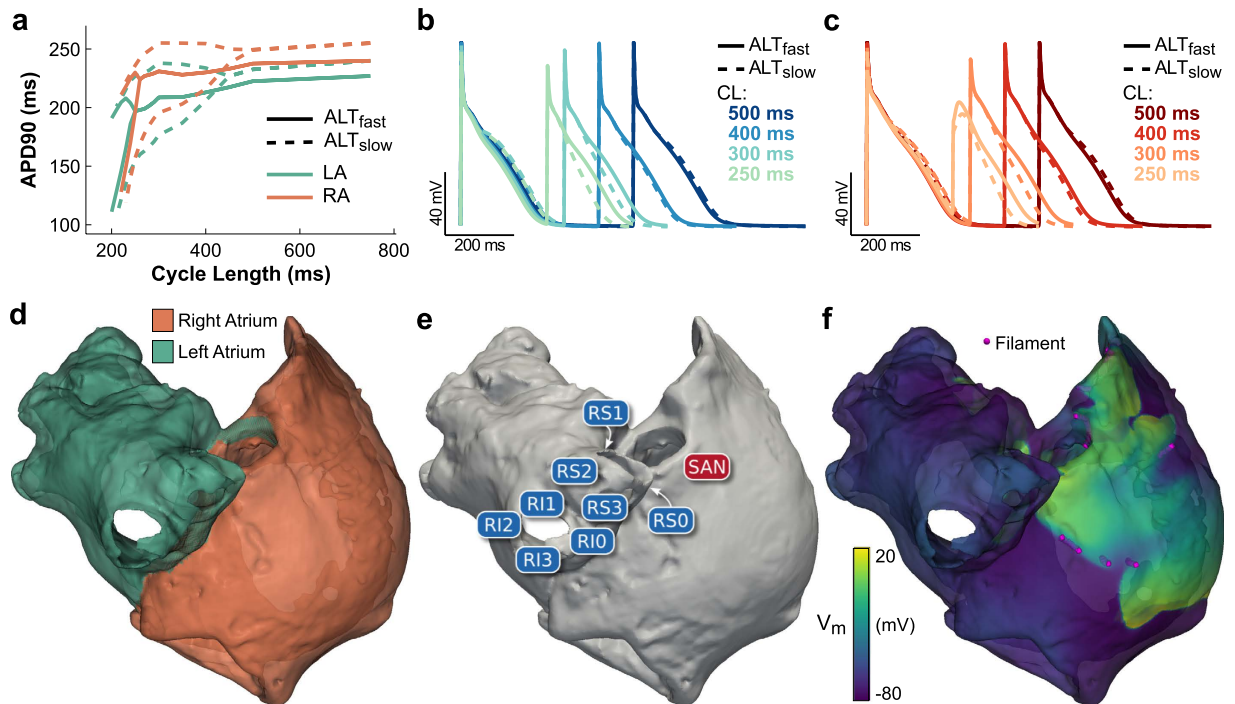 a
250
200
150
100
APD90 (ms)
200
400
600
800
Cycle Length (ms)
ALTfast
ALTslow
LA
RA
b
ALTfast
ALTslow
CL:
500 ms
400 ms
300 ms
250 ms
40 mV
200 ms
c
ALTfast
ALTslow
CL:
500 ms
400 ms
300 ms
250 ms
40 mV
200 ms
d
Right Atrium
Left Atrium
e
RS1
RS2
SAN
RI1
RS3
RI2
RS0
RI0
RI3
f
Filament
20
Vm
(mV)
-80